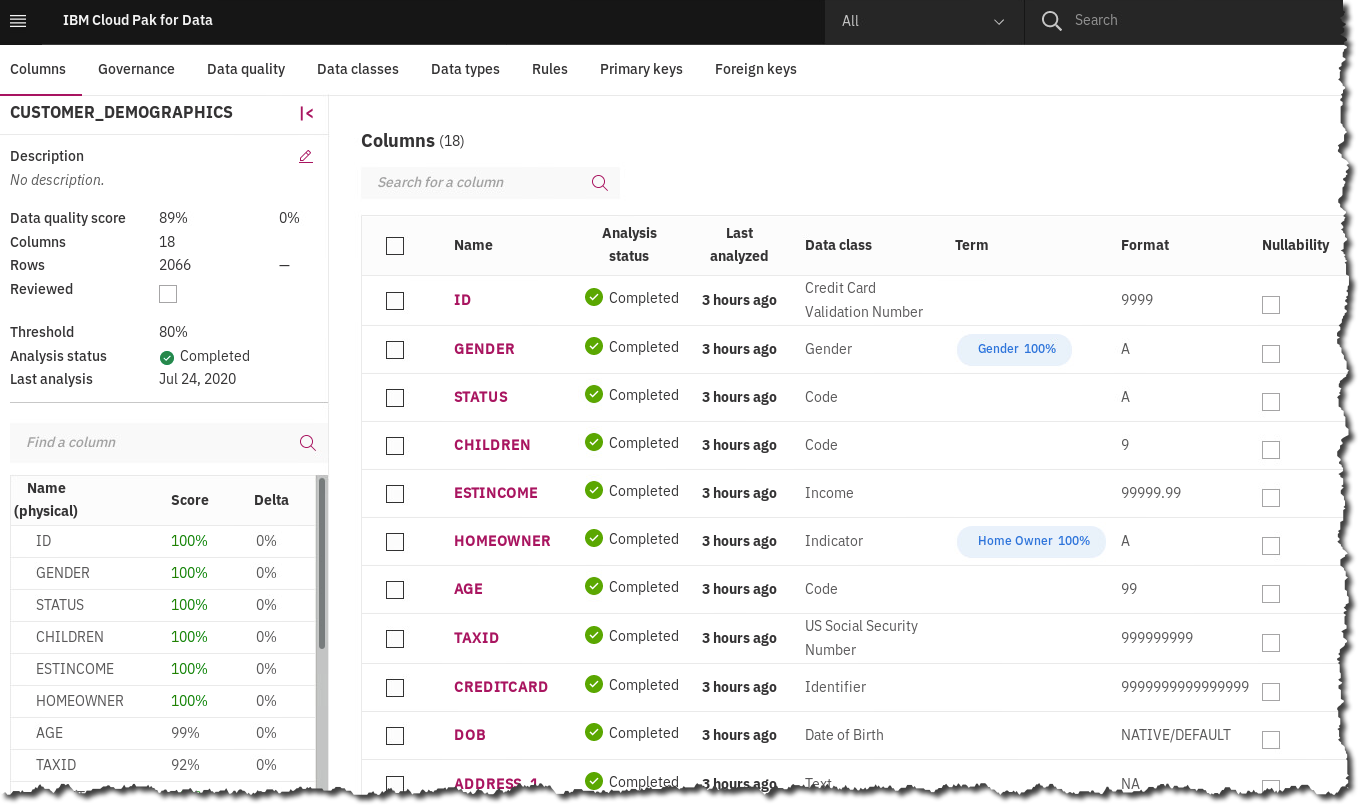 IBM Cloud Pak for Data
All
Search
Columns Governance Data quality Data classes Data types Rules Primary keys Foreign keys
CUSTOMER_DEMOGRAPHICS
Description
No description.
Data quality score 89% 0%
Columns 18
Rows 2066 —
Reviewed
Threshold 80%
Analysis status Completed
Last analysis Jul 24, 2020
Find a column
Name (physical) Score Delta
ID 100% 0%
GENDER 100% 0%
STATUS 100% 0%
CHILDREN 100% 0%
ESTINCOME 100% 0%
HOMEOWNER 100% 0%
AGE 99% 0%
TAXID 92% 0%
Columns (18)
Search for a column
Name Analysis status Last analyzed Data class Term Format Nullability
ID Completed 3 hours ago Credit Card Validation Number 9999
GENDER Completed 3 hours ago Gender Gender 100% A
STATUS Completed 3 hours ago Code A
CHILDREN Completed 3 hours ago Code 9
ESTINCOME Completed 3 hours ago Income 99999.99
HOMEOWNER Completed 3 hours ago Indicator Home Owner 100% A
AGE Completed 3 hours ago Code 99
TAXID Completed 3 hours ago US Social Security Number 999999999
CREDITCARD Completed 3 hours ago Identifier 9999999999999999
DOB Completed 3 hours ago Date of Birth NATIVE/DEFAULT
ADDRESS_1 Completed 3 hours ago Text NA